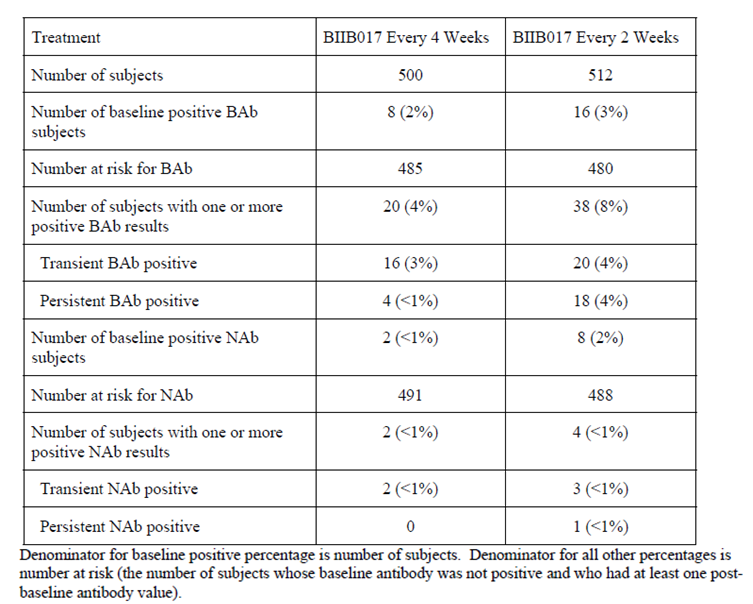 Treatment BIIB017 Every 4 Weeks BIIB017 Every 2 Weeks
Number of subjects 500 512
Number of baseline positive BAb 8 (2%) 16 (3%)
subjects
Number at risk for BAb 485 480
Number of subjects with one or more 20 (4%) 38 (8%)
positive BAb results
Transient BAb positive 16 (3%) 20 (4%)
Persistent BAb positive 4 (<1%) 18 (4%)
Number of baseline positive NAb 2 (<1%) 8 (2%)
subjects
Number at risk for NAb 491 488
Number of subjects with one or more 2 (<1%) 4 (<1%)
positive NAb results
Transient NAb positive 2 (<1%) 3 (<1%)
Persistent NAb positive 0 1 (<1%)
Denominator for baseline positive percentage is number of subjects. Denominator for all other percentages is
number at risk (the number of subjects whose baseline antibody was not positive and who had at least one post-
baseline antibody value).